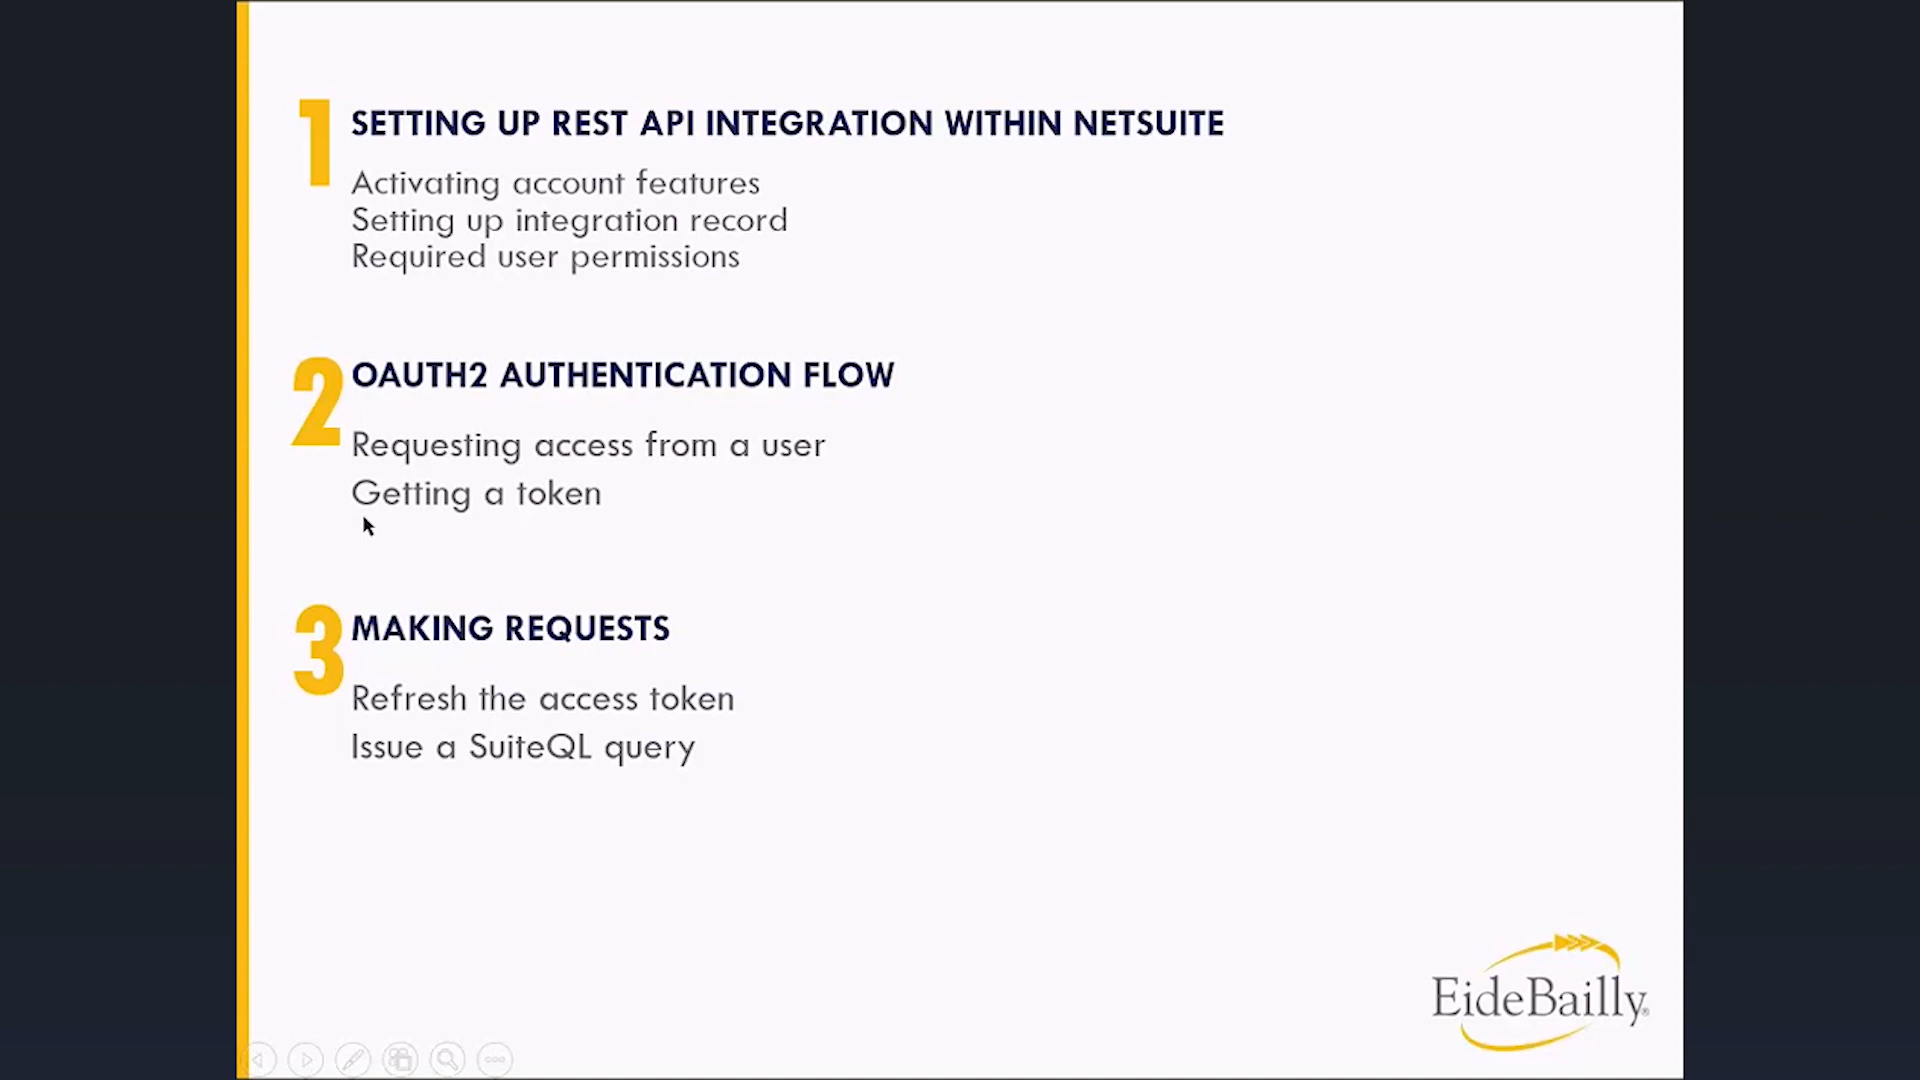 1
SETTING UP REST API INTEGRATION WITHIN NETSUITE
Activating account features
Setting up integration record
Required user permissions
2
OAUTH2 AUTHENTICATION FLOW
Requesting access from a user
Getting a token
3
MAKING REQUESTS
Refresh the access token
Issue a SuiteQL query
EideBailly®